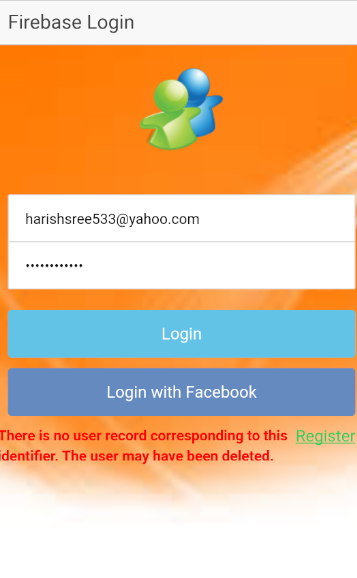 Firebase Login
harishsree533@yahoo.com
••••••••••••
Login
Login with Facebook
There is no user record corresponding to this
identifier. The user may have been deleted.
Register